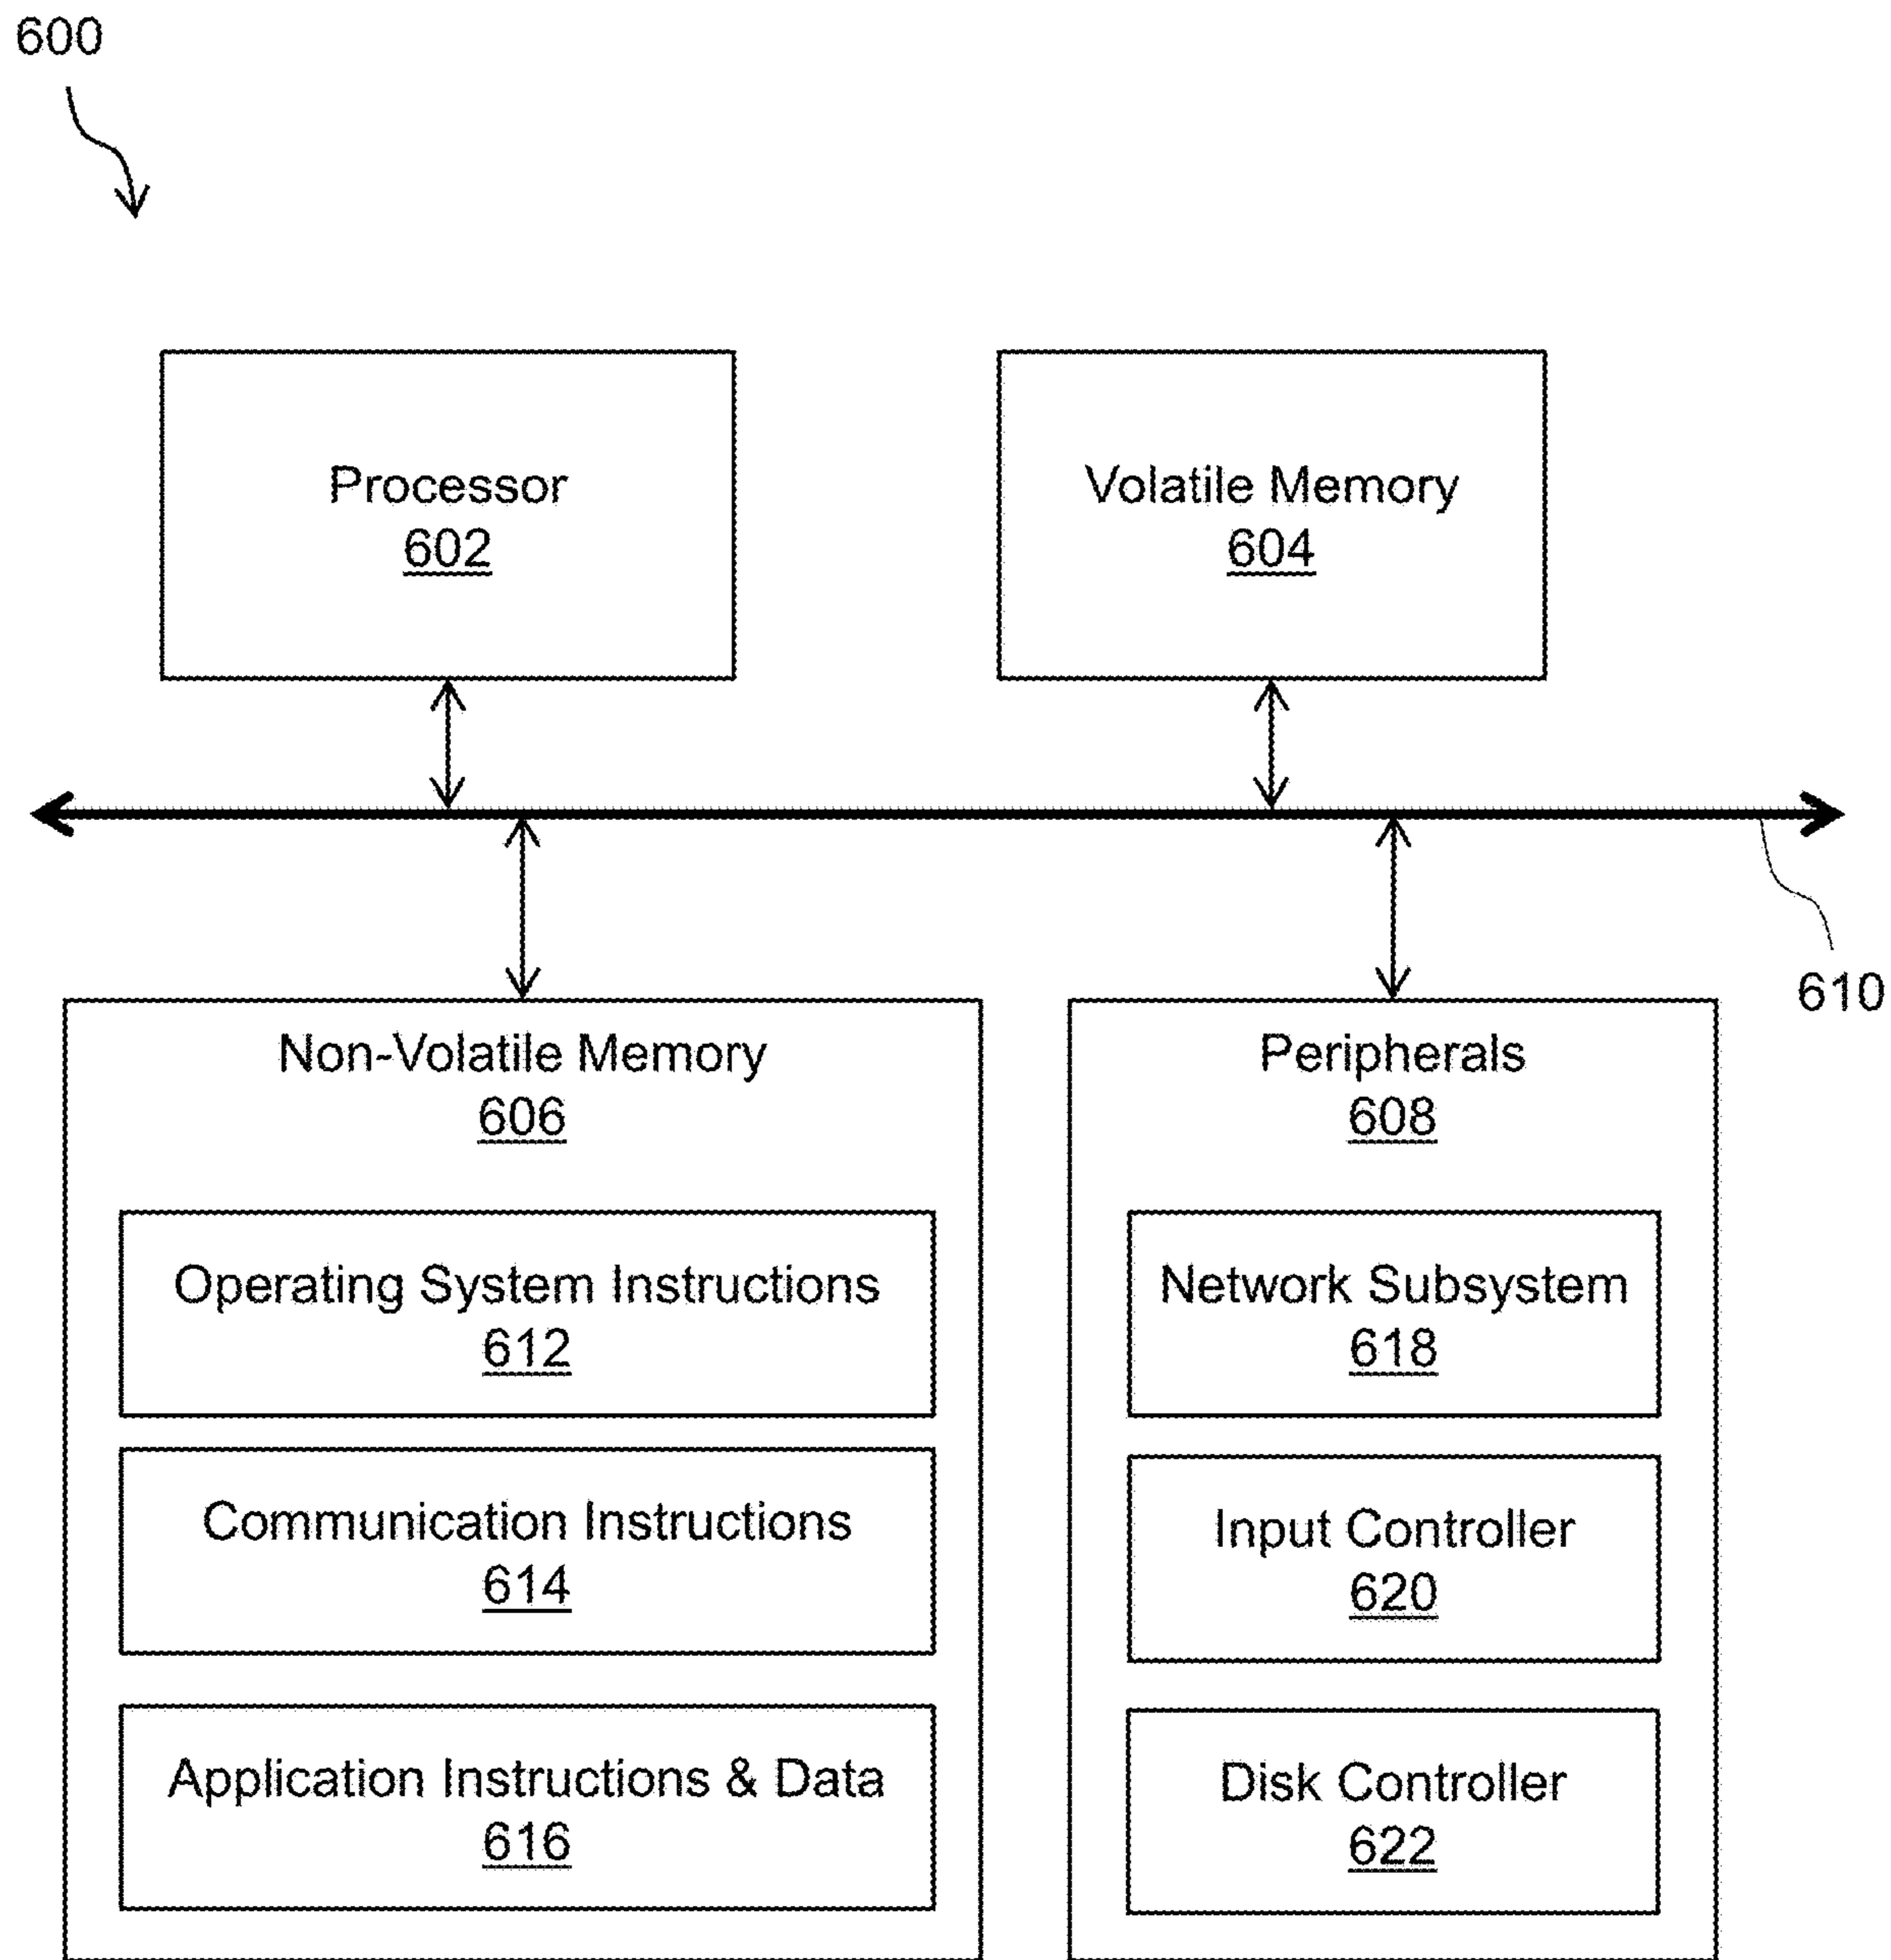 600
Processor
602
Volatile Memory
604
610
Non-Volatile Memory
606
Operating System Instructions
612
Communication Instructions
614
Application Instructions & Data
616
Peripherals
608
Network Subsystem
618
Input Controller
620
Disk Controller
622